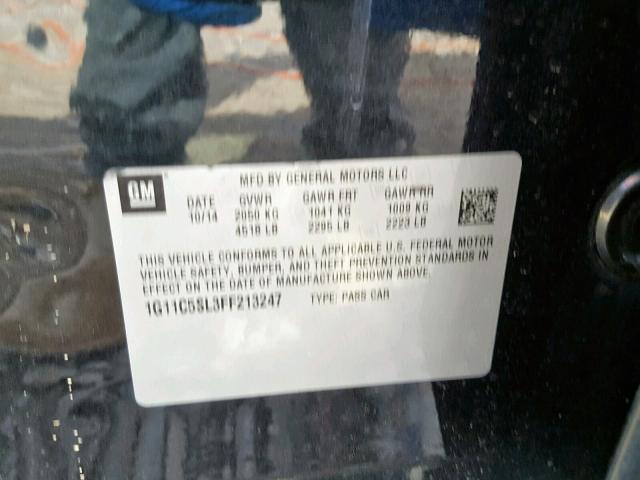 GM
MFD BY GENERAL MOTORS LLC
DATE GVWR GAWR FRT GAWR RR
10/14 2050 KG 1041 KG 1009 KG
4518 LB 2295 LB 2223 LB
THIS VEHICLE CONFORMS TO ALL APPLICABLE U.S. FEDERAL MOTOR
VEHICLE SAFETY, BUMPER, AND THEFT PREVENTION STANDARDS IN
EFFECT ON THE DATE OF MANUFACTURE SHOWN ABOVE.
1G11C5SL3FF213247 TYPE: PASS CAR